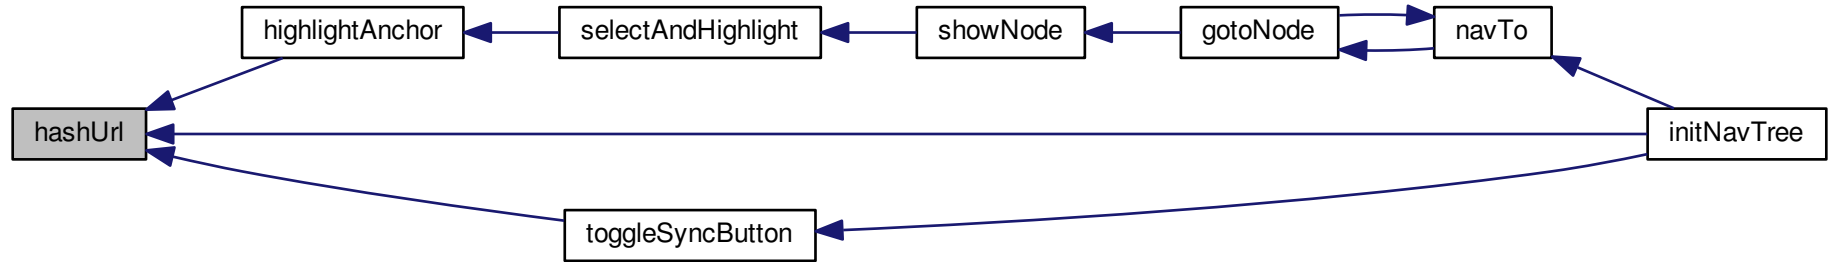 highlightAnchor
selectAndHighlight
showNode
gotoNode
navTo
hashUrl
initNavTree
toggleSyncButton